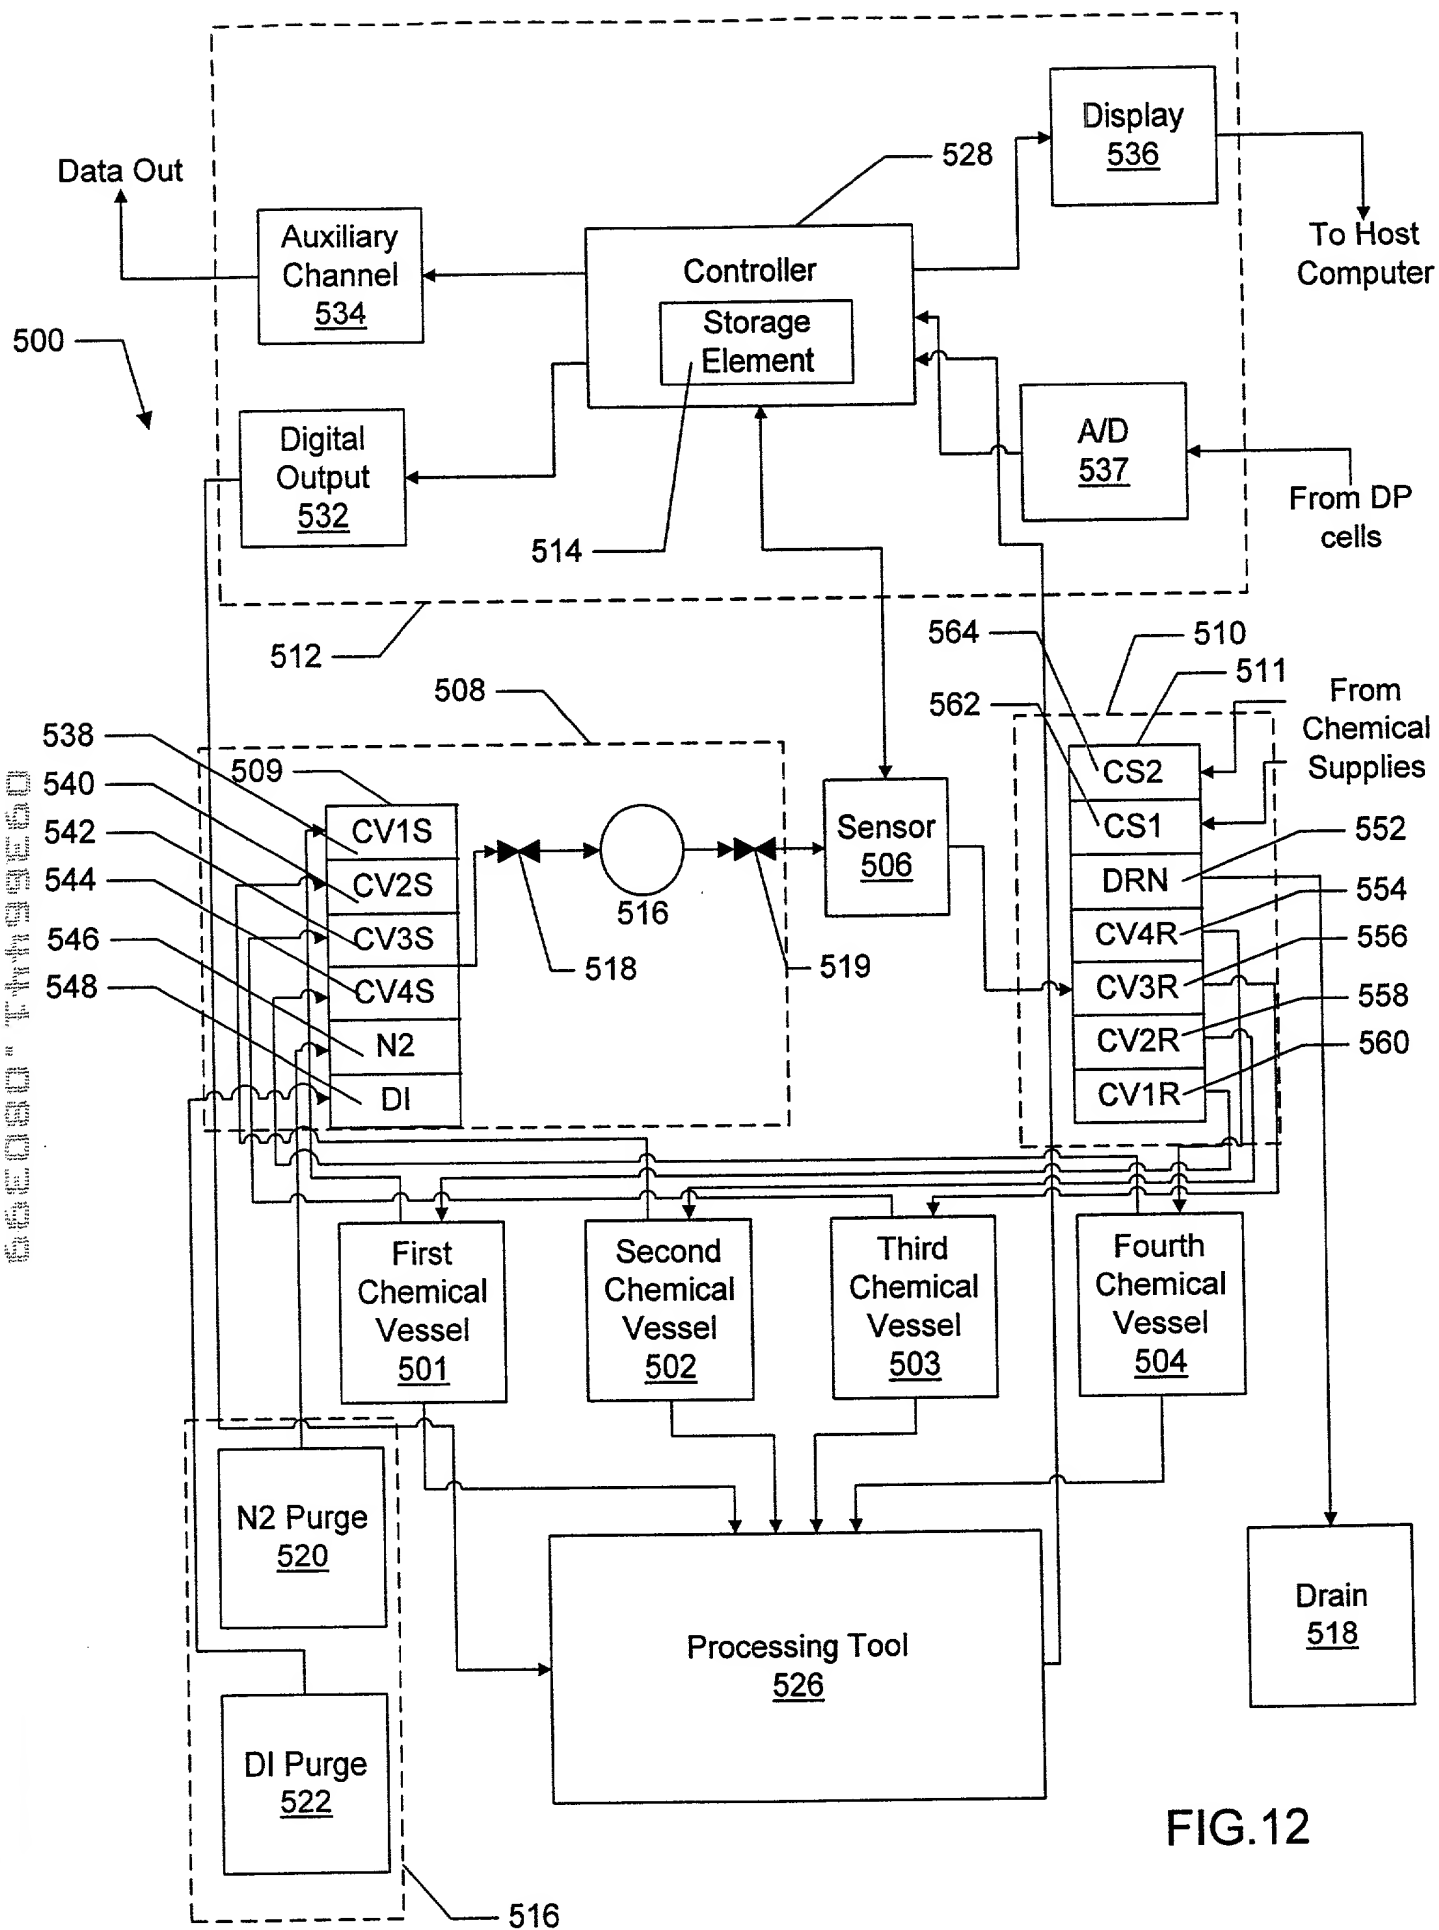 Display
536
528
Data Out
Auxiliary
Channel
534
Controller
To Host
Computer
Storage
Element
500
Digital
Output
532
A/D
537
From DP
cells
514
512
564
510
508
511
562
From
Chemical
Supplies
538
509
540
542
544
546
548
CV1S
CV2S
CV3S
CV4S
N2
DI
516
518
519
Sensor
506
CS2
CS1
DRN
CV4R
CV3R
CV2R
CV1R
552
554
556
558
560
First
Chemical
Vessel
501
Second
Chemical
Vessel
502
Third
Chemical
Vessel
503
Fourth
Chemical
Vessel
504
N2 Purge
520
Processing Tool
526
Drain
518
DI Purge
522
516
FIG.12